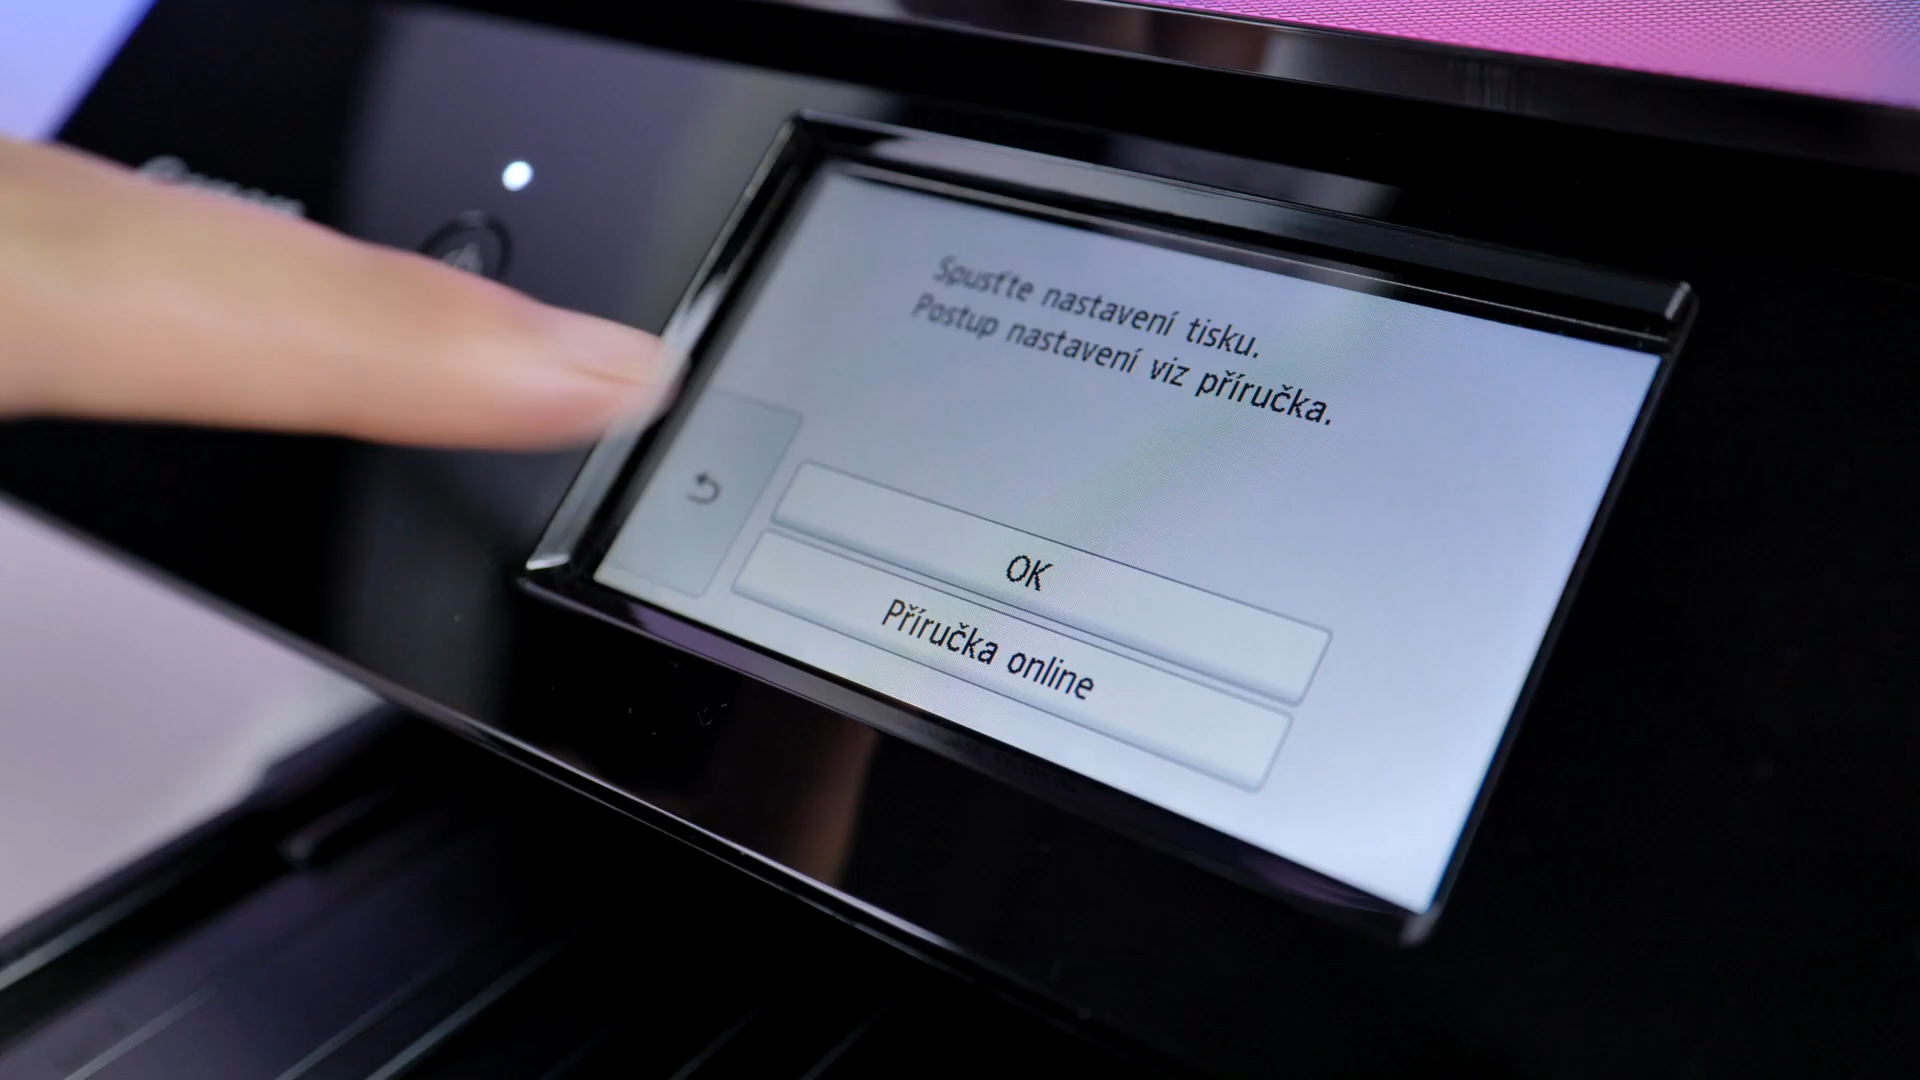 Spusťte nastavení tisku.
Postup nastavení viz příručka.
OK
Příručka online